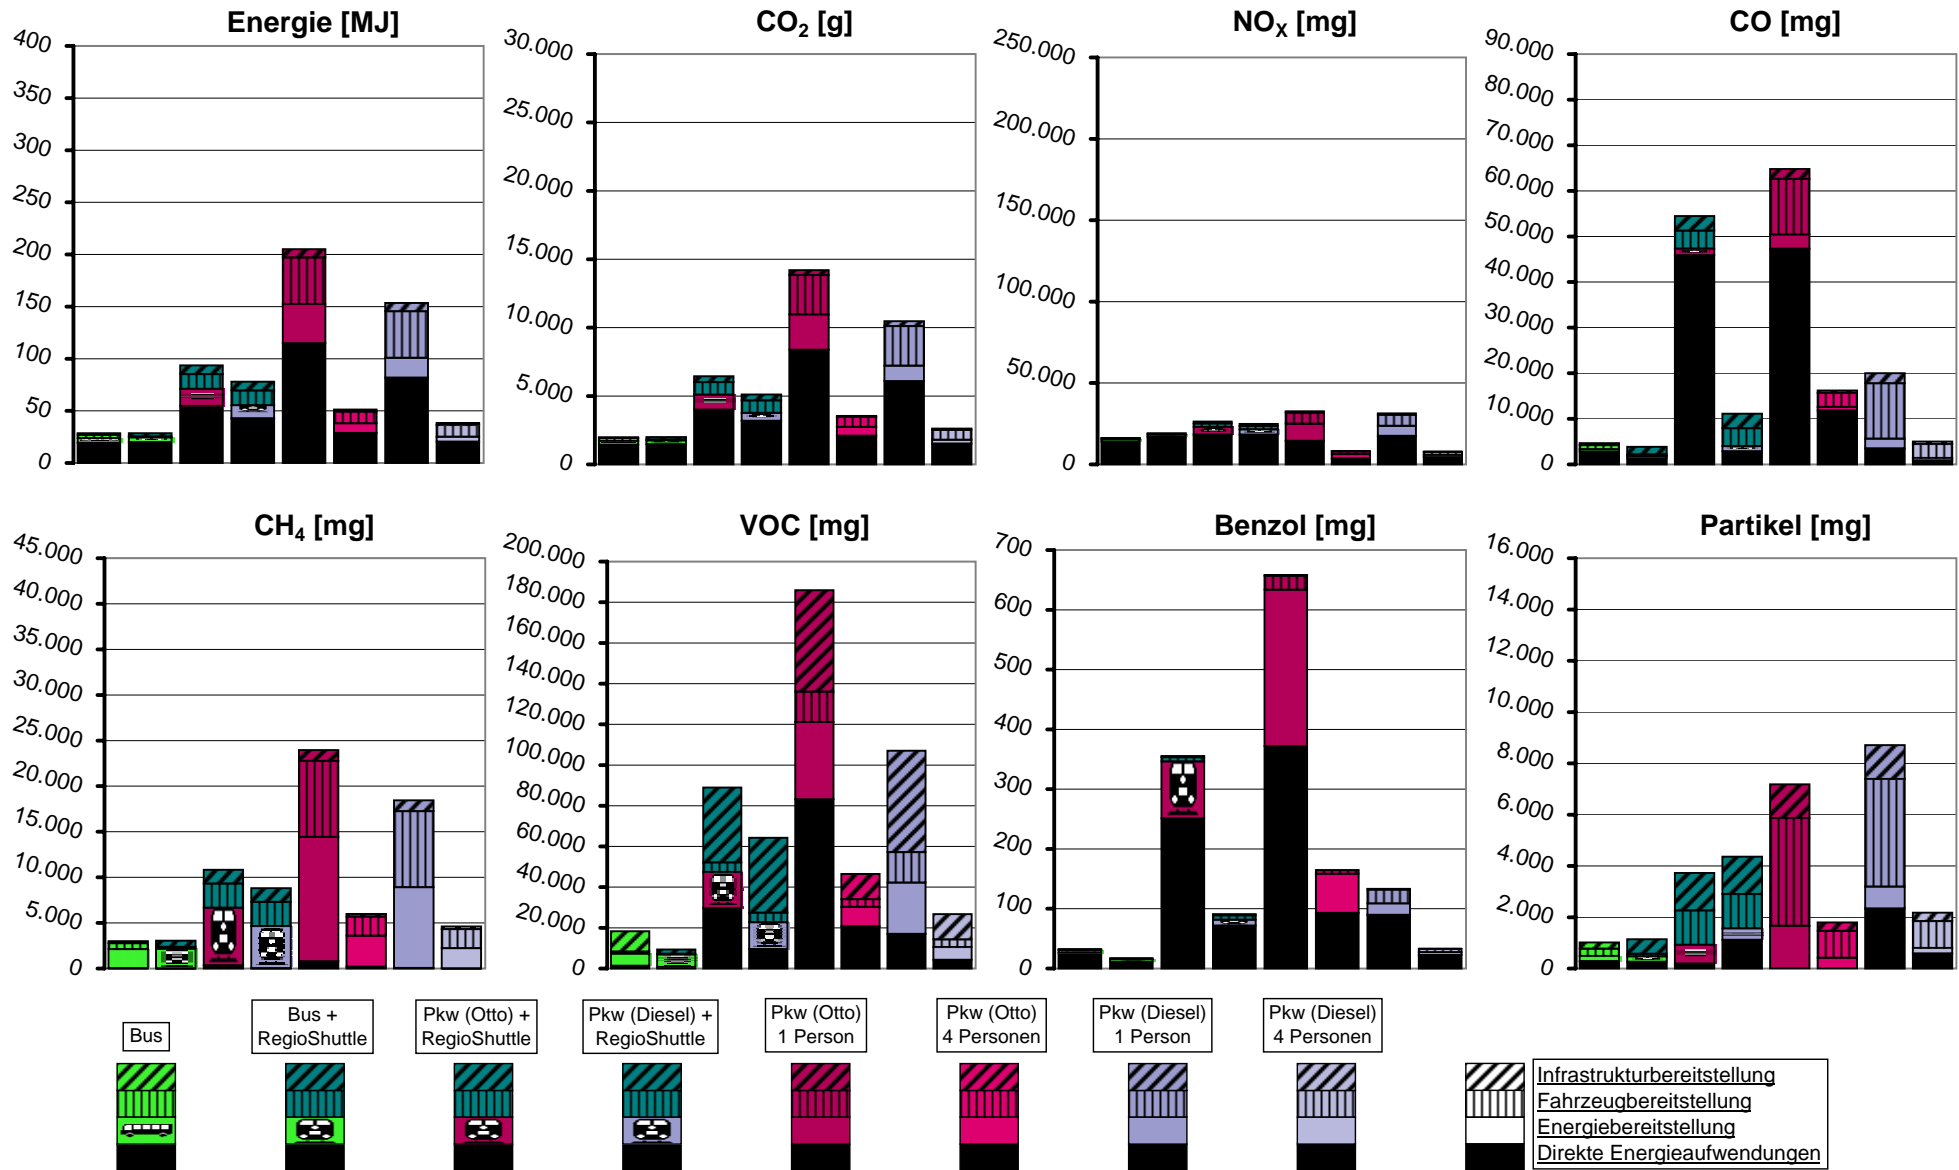 Energie [MJ]
400
350
300
250
200
150
100
50
0
CO2 [g]
30.000
25.000
20.000
15.000
10.000
5.000
0
NOX [mg]
250.000
200.000
150.000
100.000
50.000
0
CO [mg]
90.000
80.000
70.000
60.000
50.000
40.000
30.000
20.000
10.000
0
CH4 [mg]
45.000
40.000
35.000
30.000
25.000
20.000
15.000
10.000
5.000
0
VOC [mg]
200.000
180.000
160.000
140.000
120.000
100.000
80.000
60.000
40.000
20.000
0
Benzol [mg]
700
600
500
400
300
200
100
0
Partikel [mg]
16.000
14.000
12.000
10.000
8.000
6.000
4.000
2.000
0
Bus
Bus +
RegioShuttle
Pkw (Otto) +
RegioShuttle
Pkw (Diesel) +
RegioShuttle
Pkw (Otto)
1 Person
Pkw (Otto)
4 Personen
Pkw (Diesel)
1 Person
Pkw (Diesel)
4 Personen
Infrastrukturbereitstellung
Fahrzeugbereitstellung
Energiebereitstellung
Direkte Energieaufwendungen